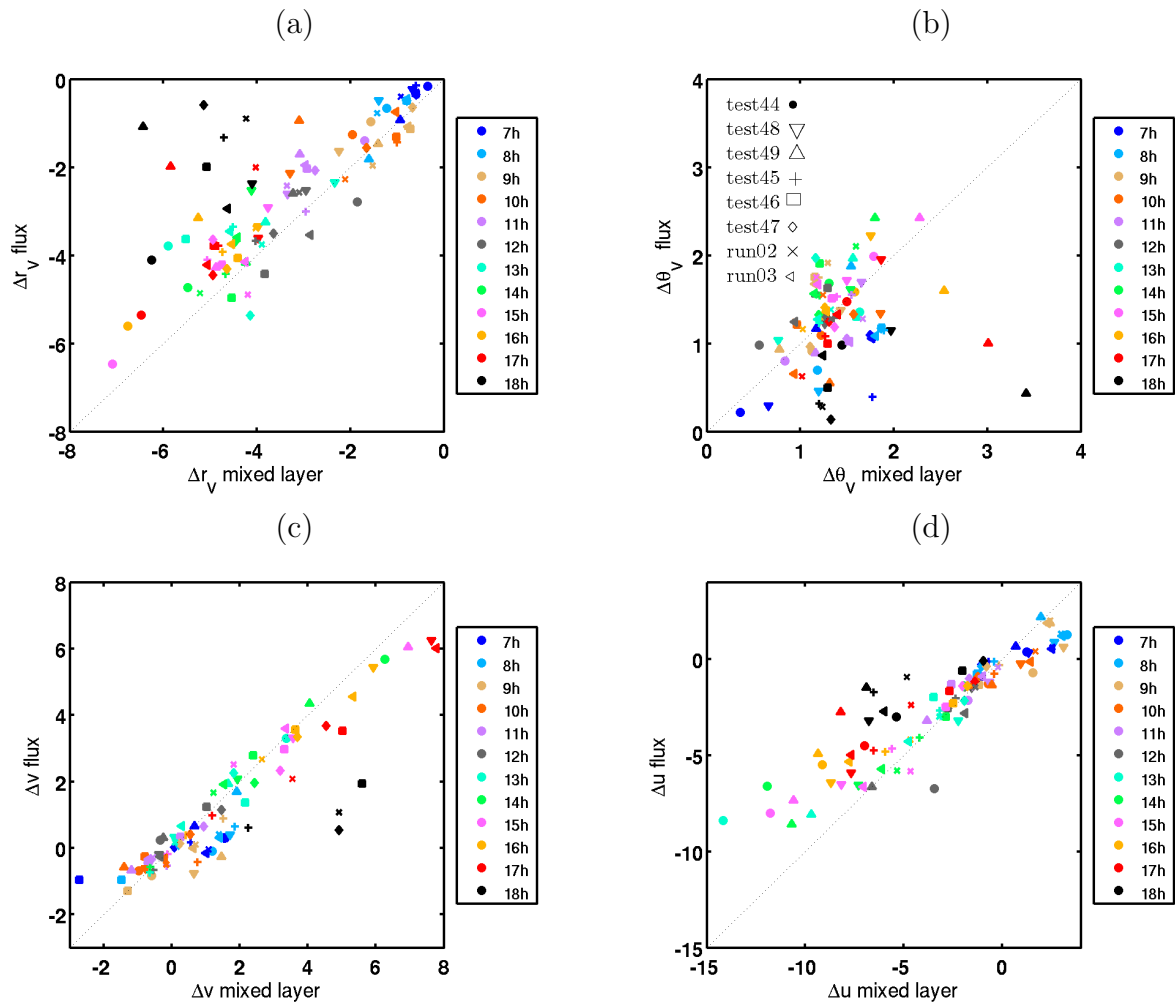 (a)
0
-2
-4
-6
-8
-8
-6
-4
-2
0
Δr_v flux
Δr_v mixed layer
7h
8h
9h
10h
11h
12h
13h
14h
15h
16h
17h
18h
(b)
4
3
2
1
0
0
1
2
3
4
Δθ_v flux
Δθ_v mixed layer
test44
test48
test49
test45
test46
test47
run02
run03
7h
8h
9h
10h
11h
12h
13h
14h
15h
16h
17h
18h
(c)
8
6
4
2
0
-2
-2
0
2
4
6
8
Δv flux
Δv mixed layer
7h
8h
9h
10h
11h
12h
13h
14h
15h
16h
17h
18h
(d)
0
-5
-10
-15
-15
-10
-5
0
Δu flux
Δu mixed layer
7h
8h
9h
10h
11h
12h
13h
14h
15h
16h
17h
18h